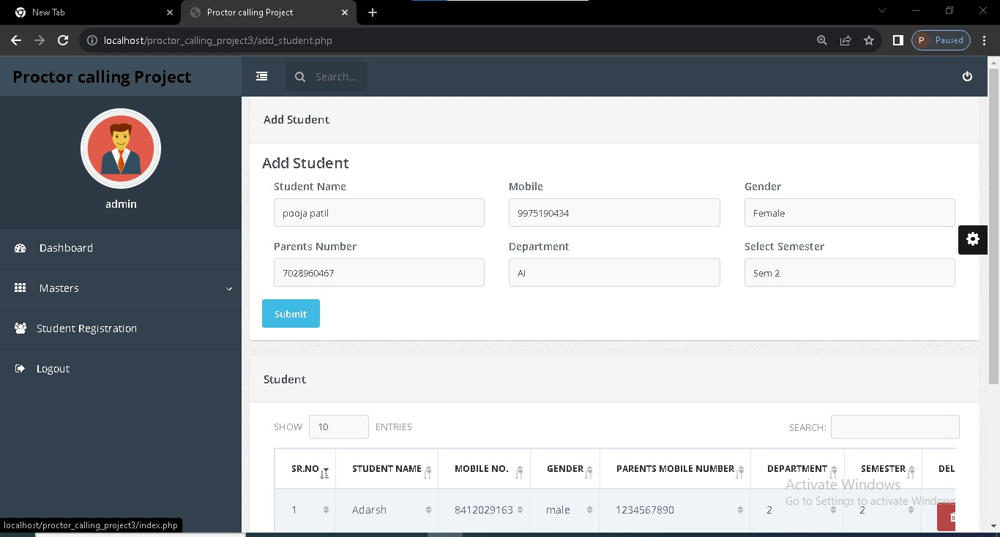 New Tab
Proctor calling Project
localhost/proctor_calling_project3/add_student.php
P Paused
Proctor calling Project
Search...
admin
Dashboard
Masters
Student Registration
Logout
Add Student
Add Student
Student Name Mobile Gender
pooja patil 9975190434 Female
Parents Number Department Select Semester
7028960467 AI Sem 2
Submit
Student
SHOW 10 ENTRIES SEARCH:
SR.NO STUDENT NAME MOBILE NO. GENDER PARENTS MOBILE NUMBER DEPARTMENT SEMESTER DEL
1 Adarsh 8412029163 male 1234567890 2 2
Activate Windows
Go to Settings to activate Windows.
localhost/proctor_calling_project3/index.php